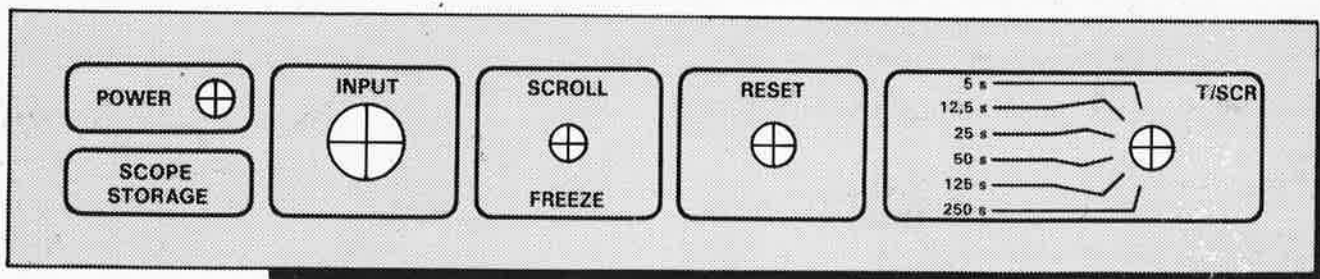 POWER
SCOPE
STORAGE
INPUT
SCROLL
FREEZE
RESET
T/SCR
5 s
12,5 s
25 s
50 s
125 s
250 s